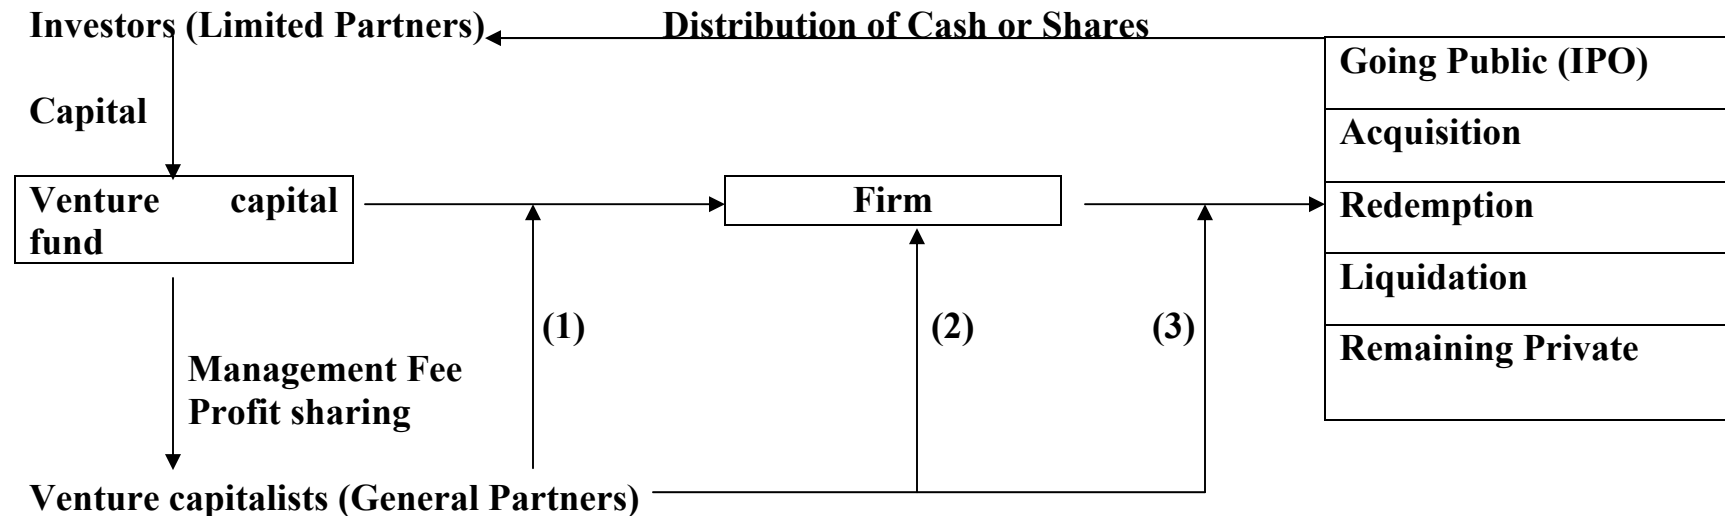 Investors (Limited Partners)
Distribution of Cash or Shares
Going Public (IPO)
Capital
Acquisition
Venture capital
fund
Firm
Redemption
Liquidation
(1)
(2)
(3)
Remaining Private
Management Fee
Profit sharing
Venture capitalists (General Partners)